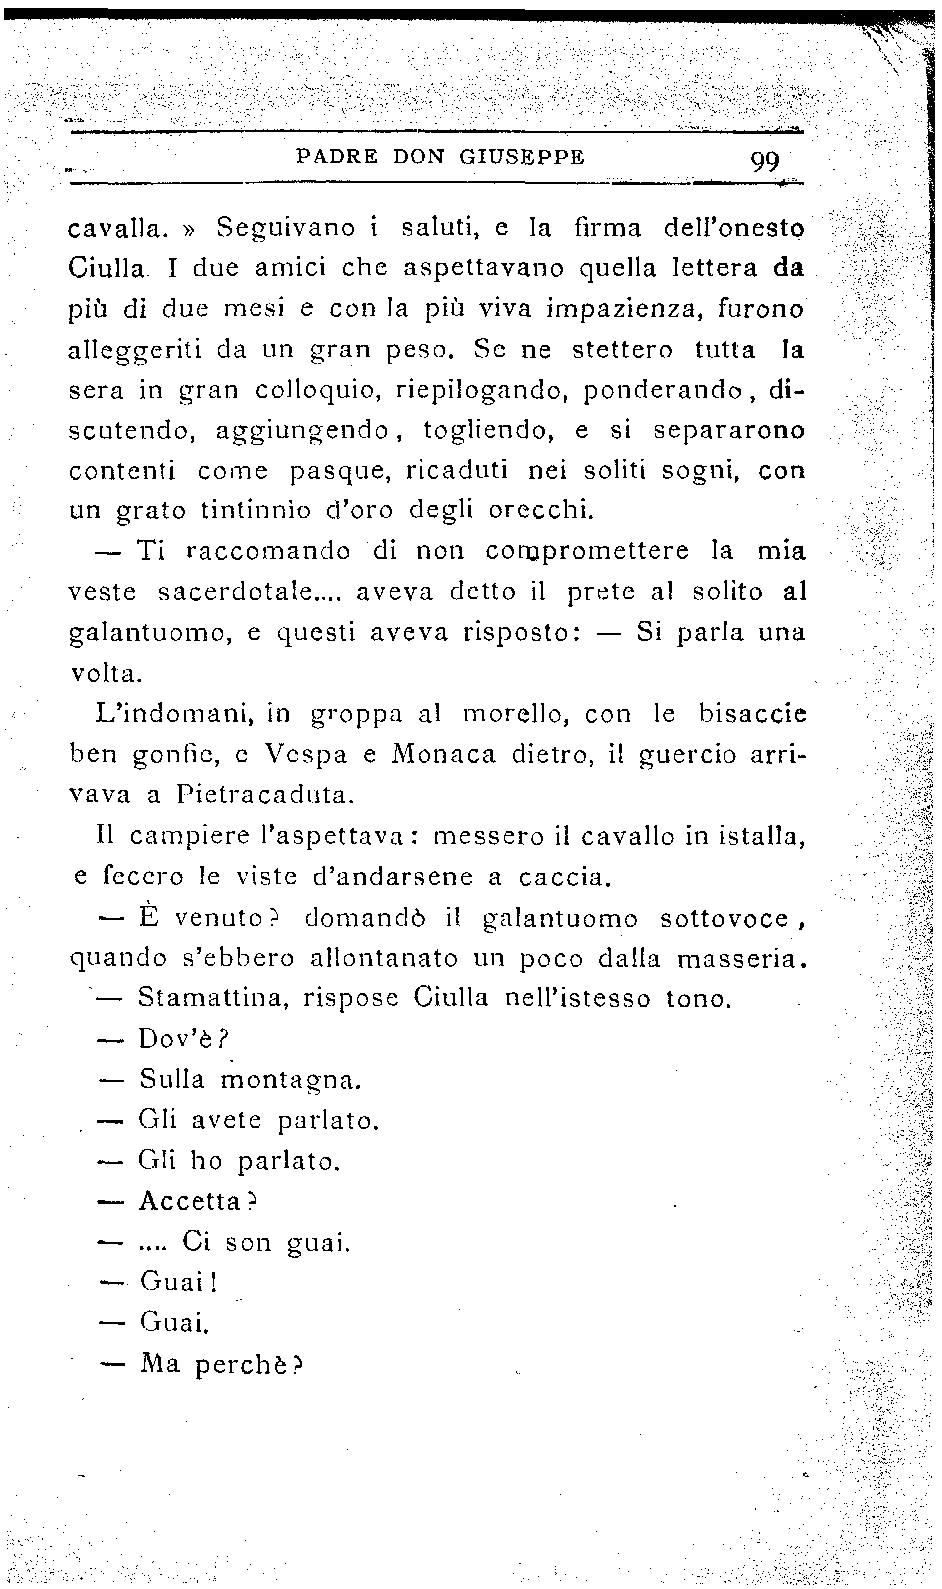 PADRE DON GIUSEPPE 99
cavalla. » Seguivano i saluti, e la firma dell'onesto
Ciulla. I due amici che aspettavano quella lettera da
più di due mesi e con la più viva impazienza, furono
alleggeriti da un gran peso. Se ne stettero tutta la
sera in gran colloquio, riepilogando, ponderando, di-
scutendo, aggiungendo, togliendo, e si separarono
contenti come pasque, ricaduti nei soliti sogni, con
un grato tintinnio d'oro degli orecchi.
— Ti raccomando di non compromettere la mia
veste sacerdotale.... aveva detto il prete al solito al
galantuomo, e questi aveva risposto: — Si parla una
volta.
L'indomani, in groppa al morello, con le bisaccie
ben gonfie, e Vespa e Monaca dietro, il guercio arri-
vava a Pietracaduta.
Il campiere l'aspettava: messero il cavallo in istalla,
e fecero le viste d'andarsene a caccia.
— È venuto? domandò il galantuomo sottovoce,
quando s'ebbero allontanato un poco dalla masseria.
— Stamattina, rispose Ciulla nell'istesso tono.
— Dov'è?
— Sulla montagna.
— Gli avete parlato.
— Gli ho parlato.
— Accetta?
— .... Ci son guai.
— Guai!
— Guai.
— Ma perchè?